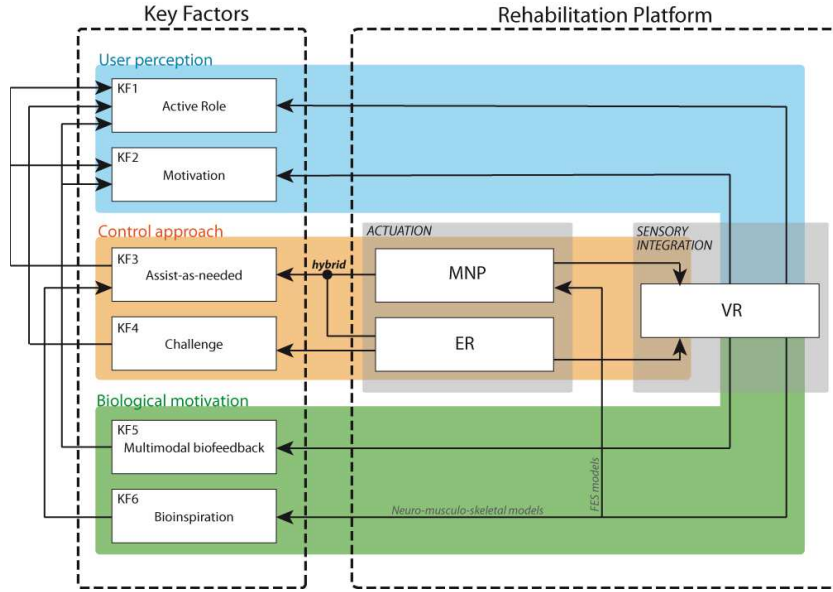 Key Factors
Rehabilitation Platform
User perception
KF1
Active Role
KF2
Motivation
Control approach
ACTUATION
SENSORY
INTEGRATION
KF3
Assist-as-needed
hybrid
MNP
VR
KF4
Challenge
ER
Biological motivation
KF5
Multimodal biofeedback
FES models
KF6
Bioinspiration
Neuro-musculo-skeletal models